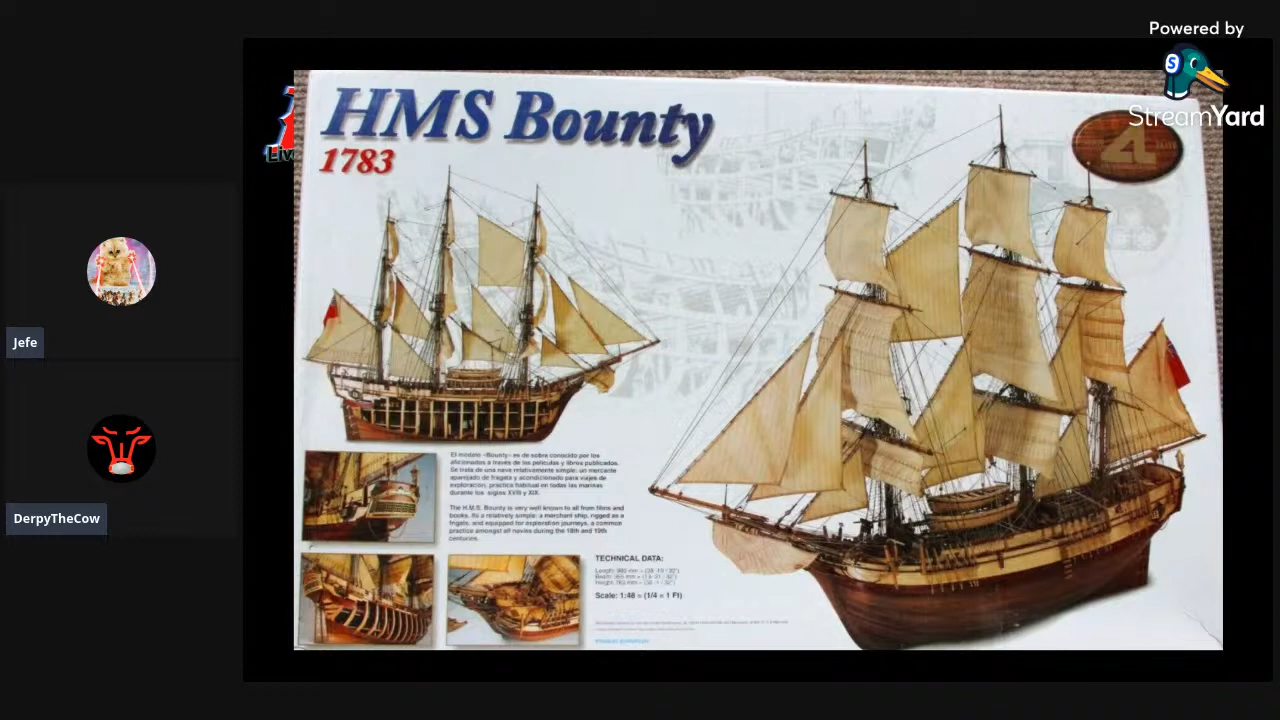 Powered by
StreamYard
HMS Bounty
1783
4
Jefe
DerpyTheCow
El modelo «Bounty» es de sobra conocido por los
aficionados a través de las películas y libros publicados.
Se trata de una nave relativamente simple: un mercante
aparejado de fragata y acondicionado para viajes de
exploración, práctica habitual en todas las marinas
durante los siglos XVIII y XIX.
The H.M.S. Bounty is very well known to all from films and
books. Its a relatively simple: a merchant ship, rigged as a
frigate, and equipped for exploration journeys, a common
practice amongst all navies during the 18th and 19th
centuries.
TECHNICAL DATA:
Scale: 1:48 = (1/4 = 1 Ft)